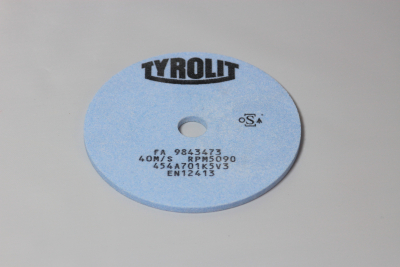 TYROLIT
oSa
FA 9843473
40M/S RPM5090
454A701K5V3
EN12413